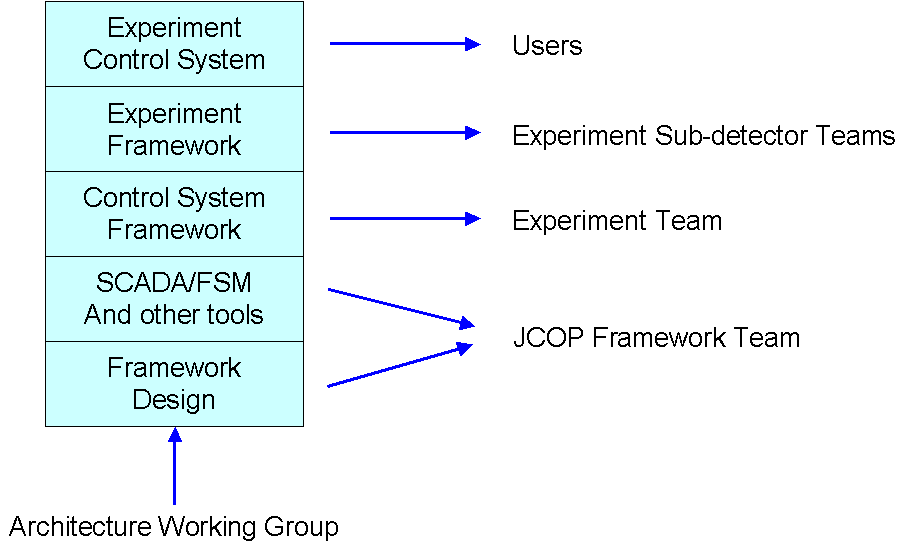 Experiment
Control System
Users
Experiment
Framework
Experiment Sub-detector Teams
Control System
Framework
Experiment Team
SCADA/FSM
And other tools
JCOP Framework Team
Framework
Design
Architecture Working Group